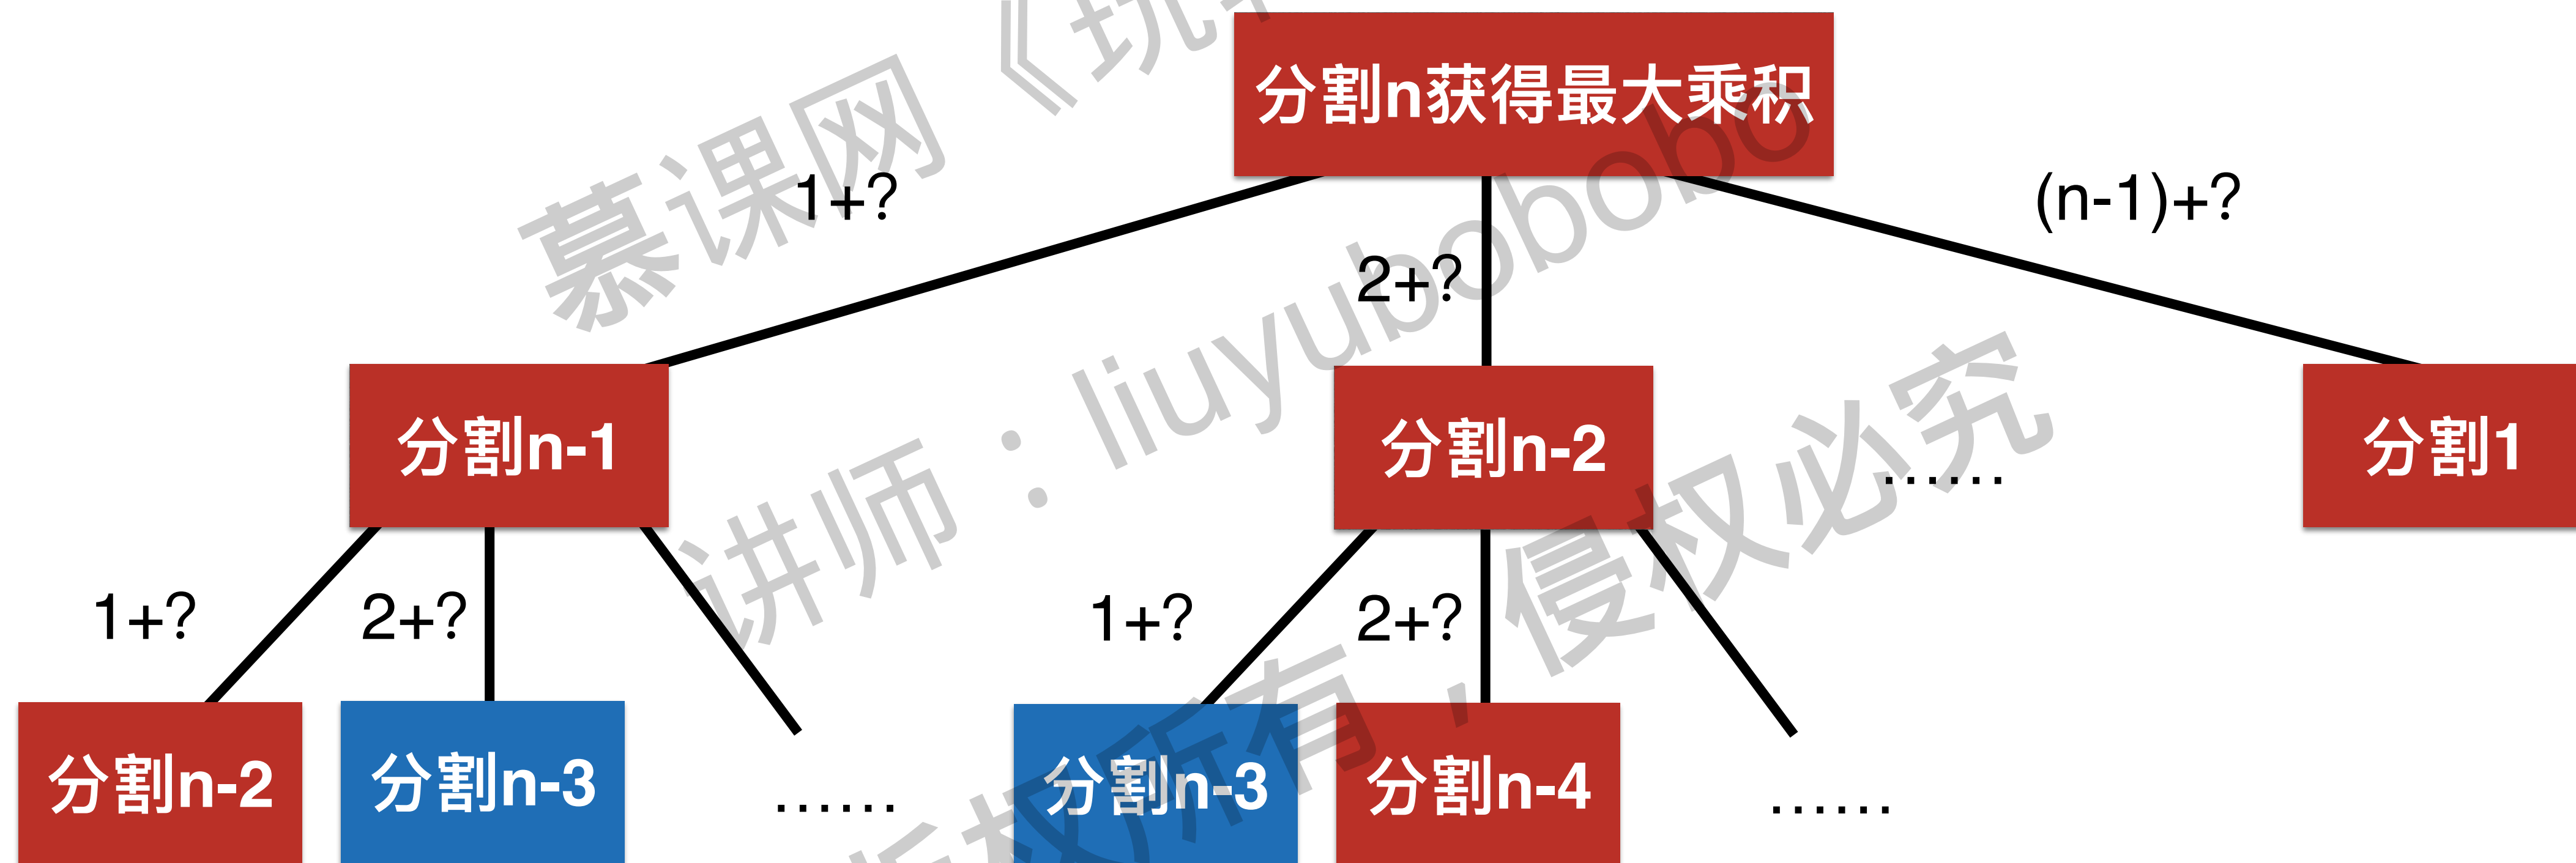 分割n获得最大乘积
1+?
2+?
(n-1)+?
分割n-1
分割n-2
……
分割1
1+?
2+?
1+?
2+?
分割n-2
分割n-3
……
分割n-3
分割n-4
……
慕课网《玩
讲师：liuyubobobo
版权所有，侵权必究